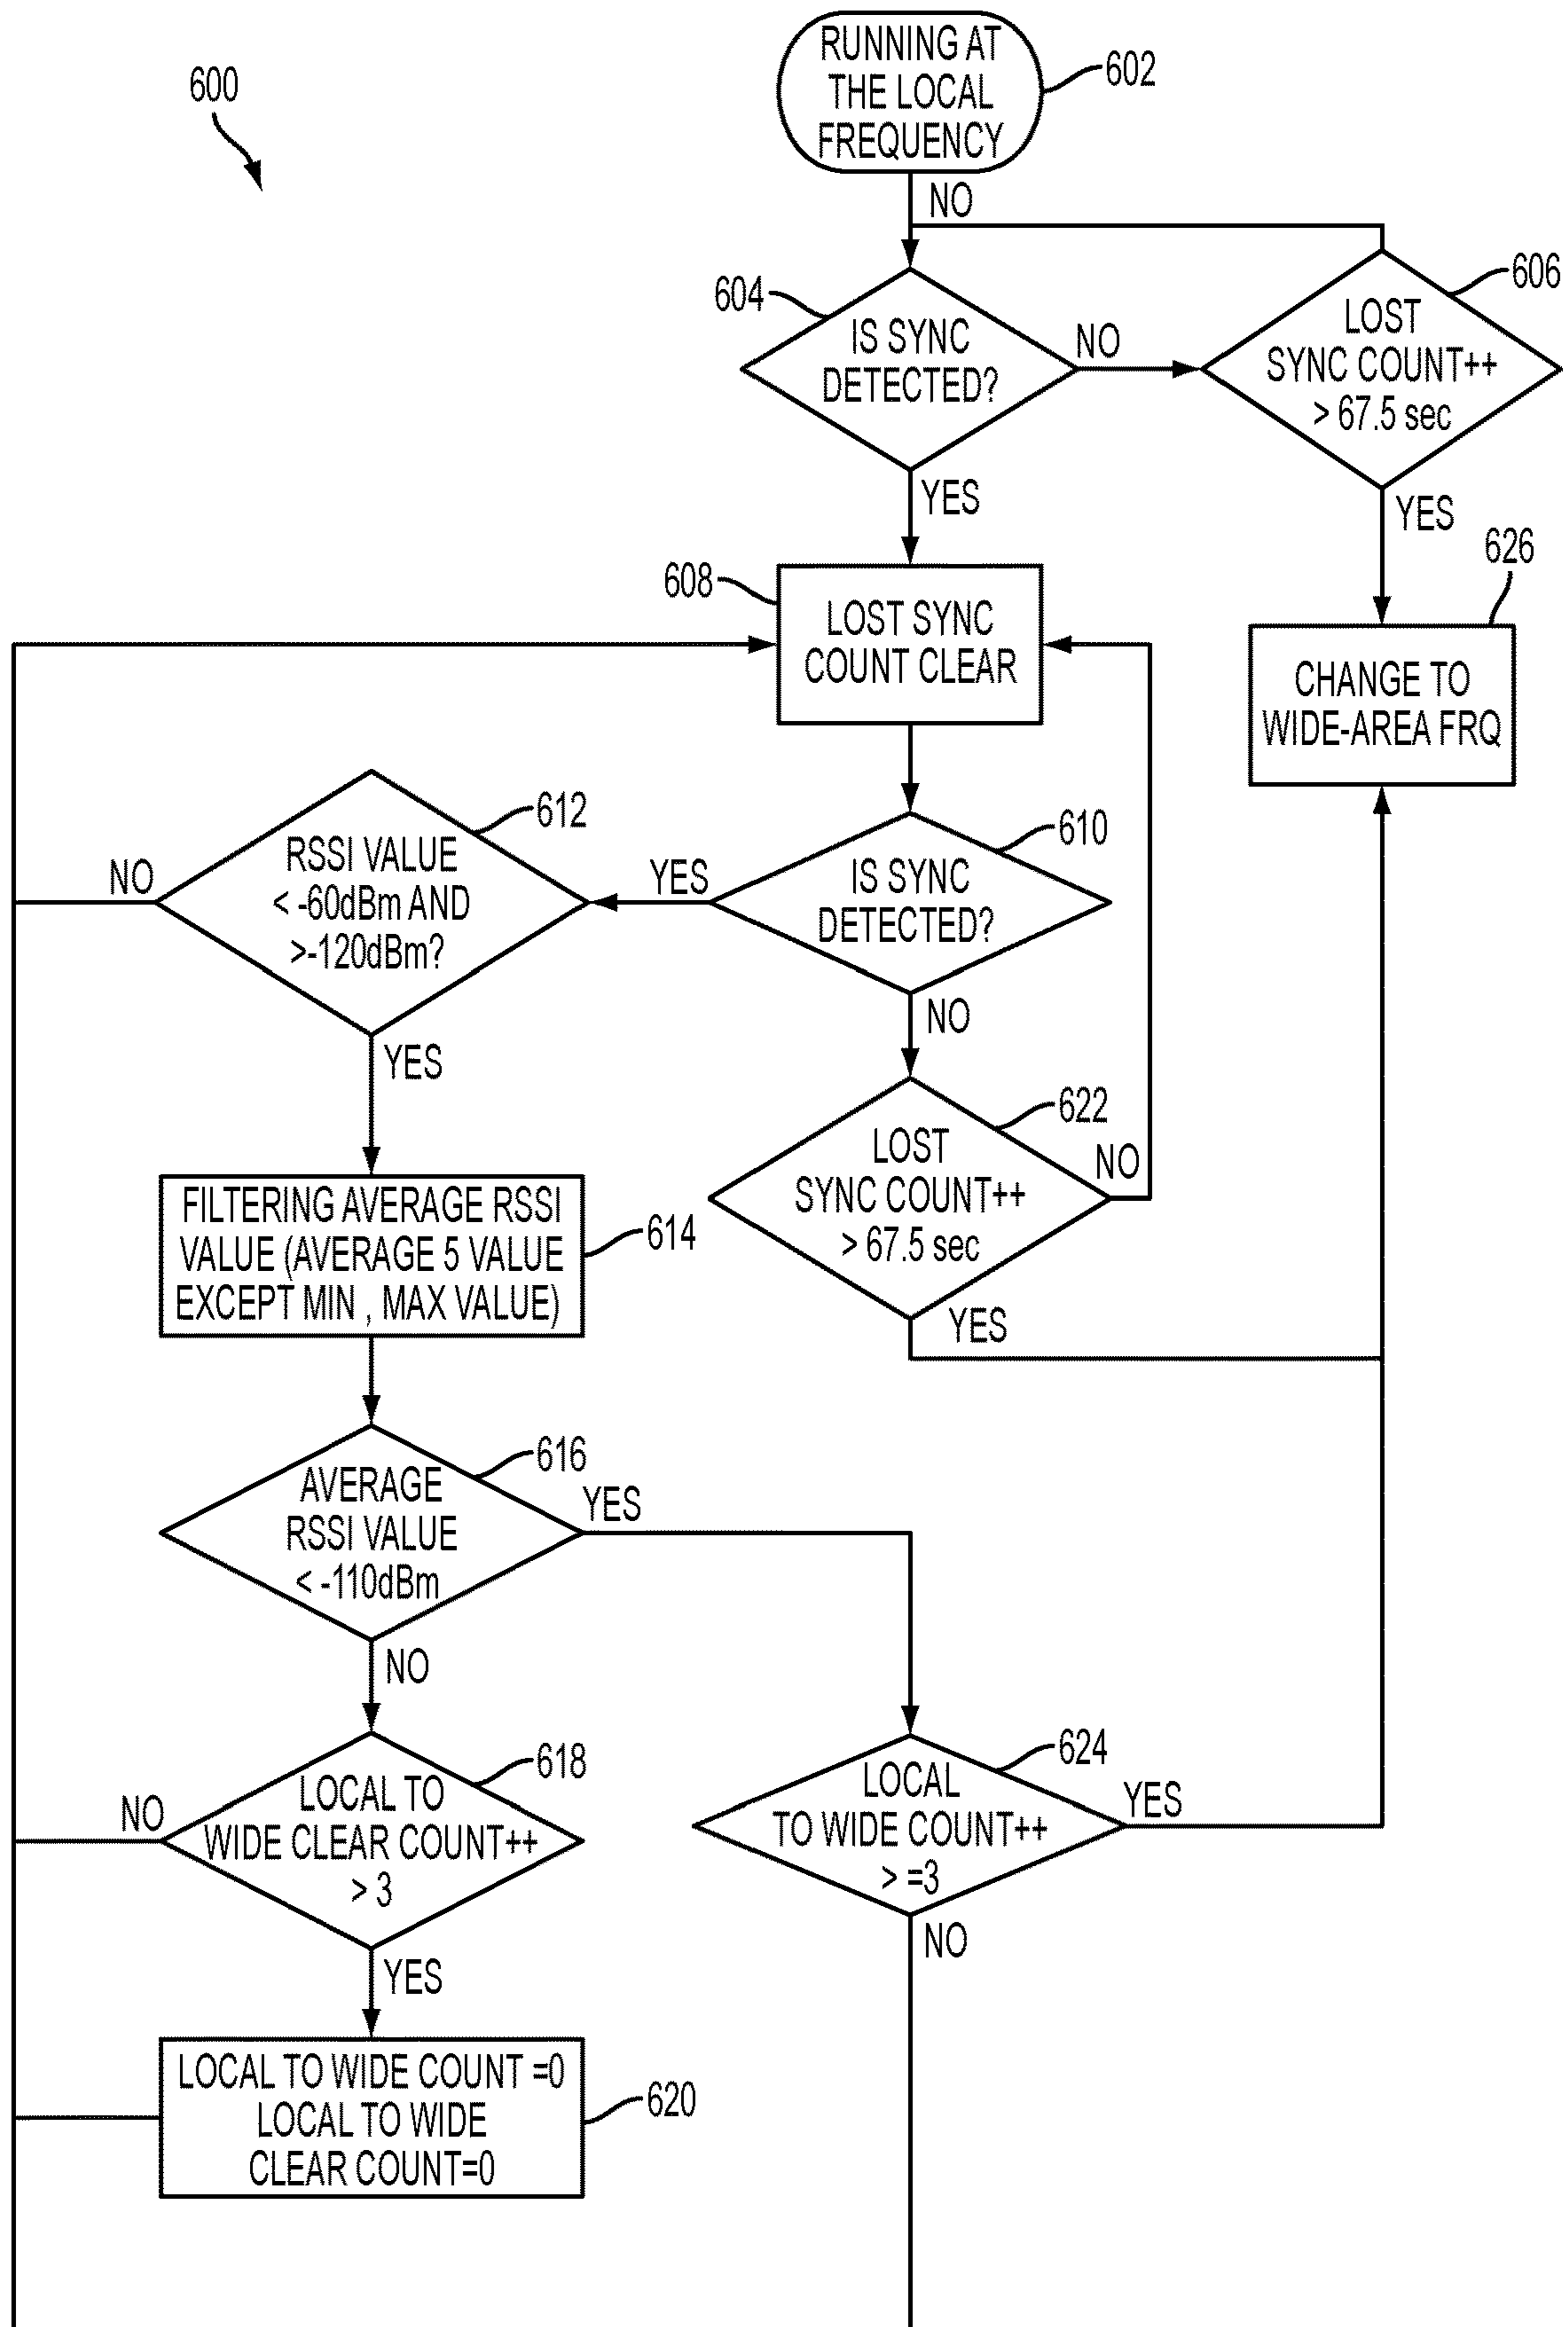 600
RUNNING AT
THE LOCAL
FREQUENCY
602
NO
604
IS SYNC
DETECTED?
NO
606
LOST
SYNC COUNT++
> 67.5 sec
YES
YES
626
608
LOST SYNC
COUNT CLEAR
CHANGE TO
WIDE-AREA FRQ
612
RSSI VALUE
< -60dBm AND
>-120dBm?
NO
YES
610
IS SYNC
DETECTED?
NO
YES
622
LOST
SYNC COUNT++
> 67.5 sec
NO
YES
FILTERING AVERAGE RSSI
VALUE (AVERAGE 5 VALUE
EXCEPT MIN , MAX VALUE)
614
616
AVERAGE
RSSI VALUE
< -110dBm
YES
NO
618
LOCAL TO
WIDE CLEAR COUNT++
> 3
NO
YES
624
LOCAL
TO WIDE COUNT++
> =3
YES
NO
LOCAL TO WIDE COUNT =0
LOCAL TO WIDE
CLEAR COUNT=0
620